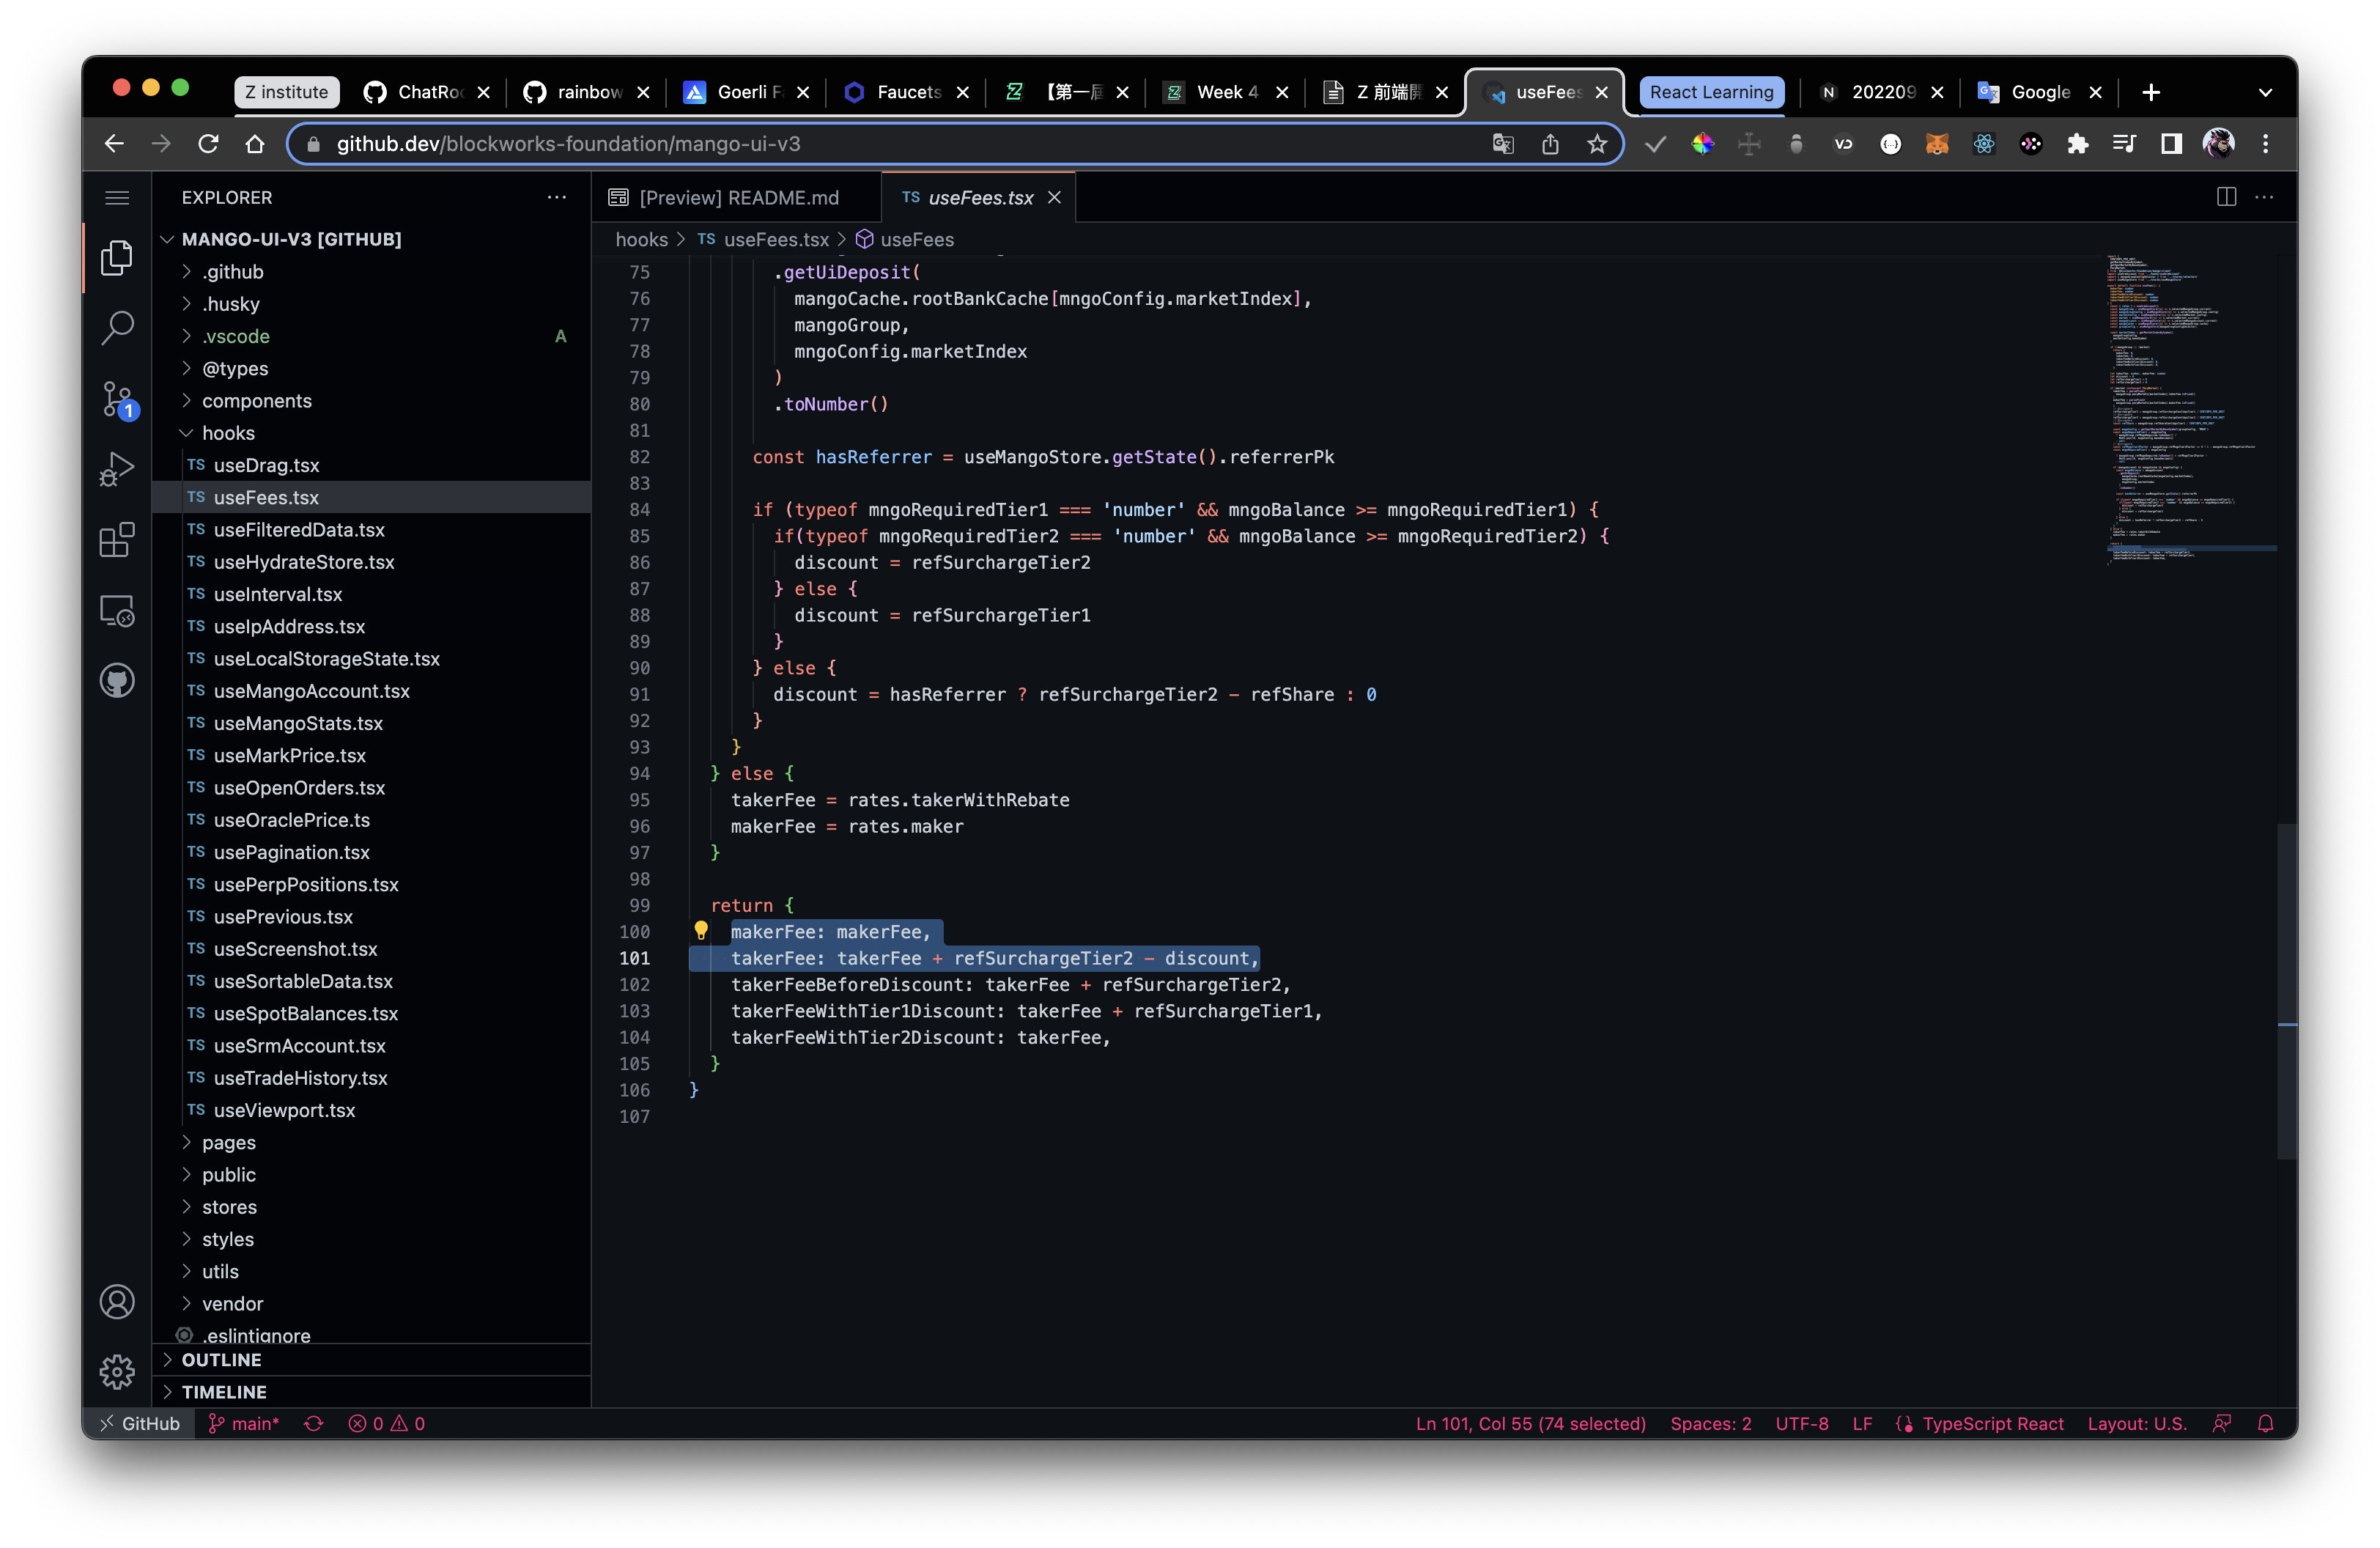 Z institute
ChatRoo
rainbow
Goerli Fa
Faucets
【第一屆
Week 4
Z 前端開
useFees
React Learning
202209
Google
github.dev/blockworks-foundation/mango-ui-v3
EXPLORER
MANGO-UI-V3 [GITHUB]
.github
.husky
.vscode A
@types
components
hooks
TS useDrag.tsx
TS useFees.tsx
TS useFilteredData.tsx
TS useHydrateStore.tsx
TS useInterval.tsx
TS useIpAddress.tsx
TS useLocalStorageState.tsx
TS useMangoAccount.tsx
TS useMangoStats.tsx
TS useMarkPrice.tsx
TS useOpenOrders.tsx
TS useOraclePrice.ts
TS usePagination.tsx
TS usePerpPositions.tsx
TS usePrevious.tsx
TS useScreenshot.tsx
TS useSortableData.tsx
TS useSpotBalances.tsx
TS useSrmAccount.tsx
TS useTradeHistory.tsx
TS useViewport.tsx
pages
public
stores
styles
utils
vendor
.eslintignore
OUTLINE
TIMELINE
1
[Preview] README.md
TS useFees.tsx
hooks > TS useFees.tsx > useFees
75 .getUiDeposit(
76 mangoCache.rootBankCache[mngoConfig.marketIndex],
77 mangoGroup,
78 mngoConfig.marketIndex
79 )
80 .toNumber()
81
82 const hasReferrer = useMangoStore.getState().referrerPk
83
84 if (typeof mngoRequiredTier1 === 'number' && mngoBalance >= mngoRequiredTier1) {
85 if(typeof mngoRequiredTier2 === 'number' && mngoBalance >= mngoRequiredTier2) {
86 discount = refSurchargeTier2
87 } else {
88 discount = refSurchargeTier1
89 }
90 } else {
91 discount = hasReferrer ? refSurchargeTier2 - refShare : 0
92 }
93 }
94 } else {
95 takerFee = rates.takerWithRebate
96 makerFee = rates.maker
97 }
98
99 return {
100 makerFee: makerFee,
101 takerFee: takerFee + refSurchargeTier2 - discount,
102 takerFeeBeforeDiscount: takerFee + refSurchargeTier2,
103 takerFeeWithTier1Discount: takerFee + refSurchargeTier1,
104 takerFeeWithTier2Discount: takerFee,
105 }
106 }
107
GitHub main* 0 0 Ln 101, Col 55 (74 selected) Spaces: 2 UTF-8 LF TypeScript React Layout: U.S.